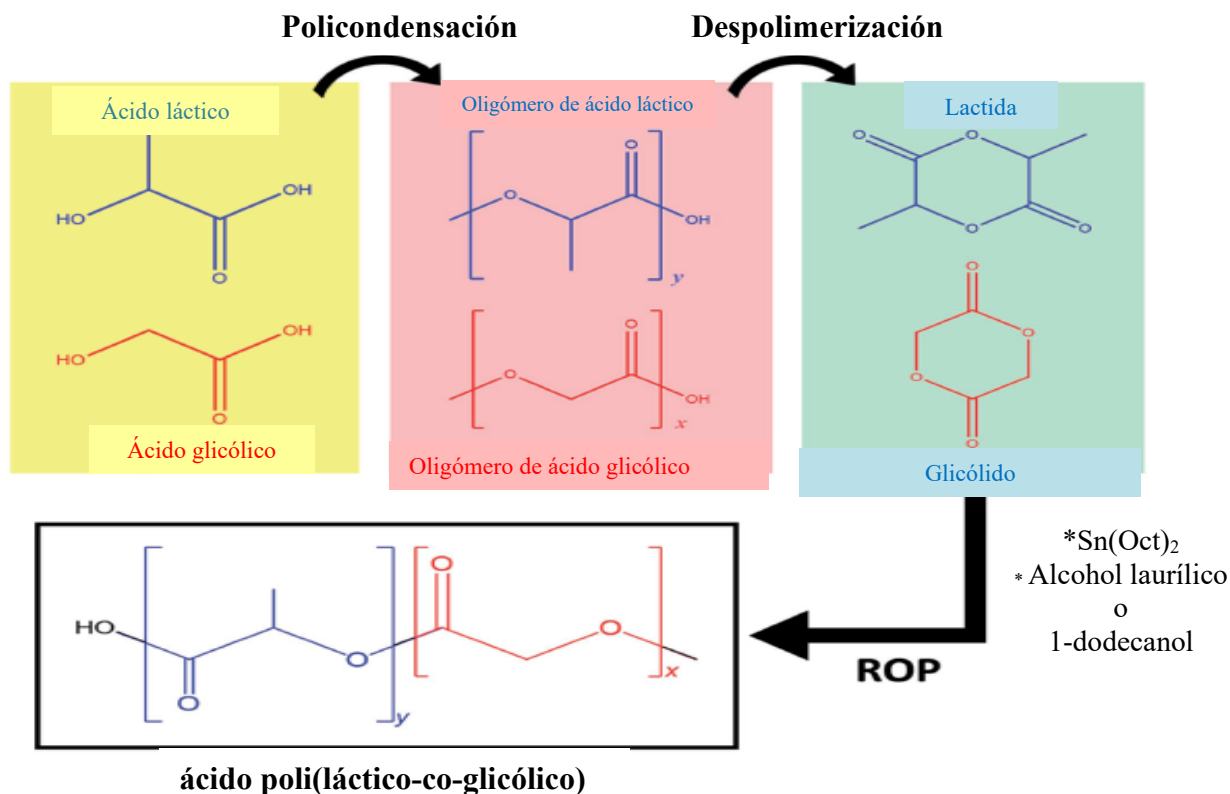 Policondensación
Despolimerización
Ácido láctico
Oligómero de ácido láctico
Lactida
HO
OH
O
O
O
OH
y
O
O
O
O
HO
OH
O
O
O
OH
x
O
O
O
O
Ácido glicólico
Oligómero de ácido glicólico
Glicólido
*Sn(Oct)2
* Alcohol laurílico
o
1-dodecanol
ROP
HO
O
O
y
O
O
x
ácido poli(láctico-co-glicólico)